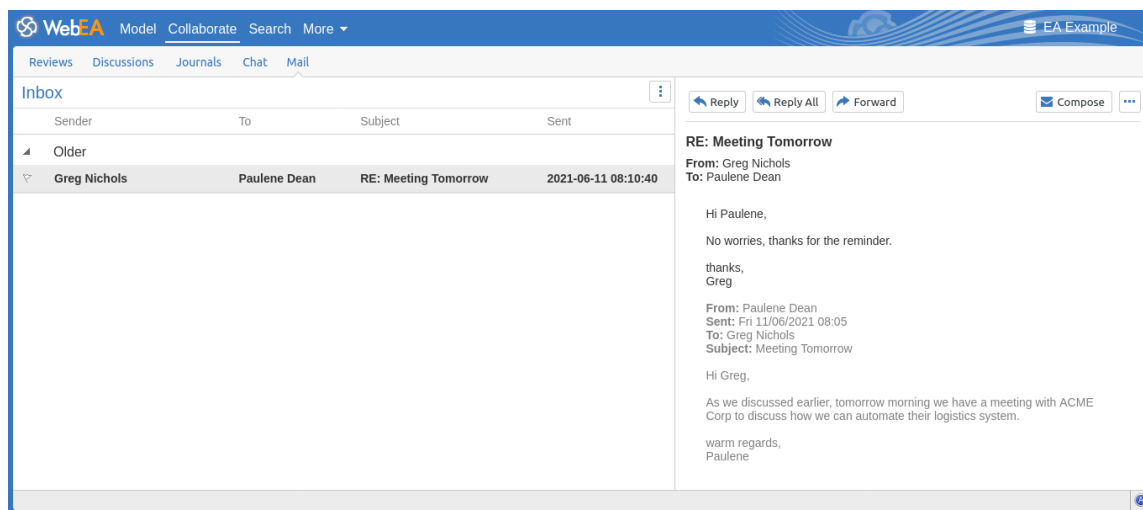 WebEA Model Collaborate Search More EA Example
Reviews Discussions Journals Chat Mail
Inbox
Sender To Subject Sent
Older
Greg Nichols Paulene Dean RE: Meeting Tomorrow 2021-06-11 08:10:40
Reply Reply All Forward Compose
RE: Meeting Tomorrow
From: Greg Nichols
To: Paulene Dean
Hi Paulene,
No worries, thanks for the reminder.
thanks,
Greg
From: Paulene Dean
Sent: Fri 11/06/2021 08:05
To: Greg Nichols
Subject: Meeting Tomorrow
Hi Greg,
As we discussed earlier, tomorrow morning we have a meeting with ACME
Corp to discuss how we can automate their logistics system.
warm regards,
Paulene